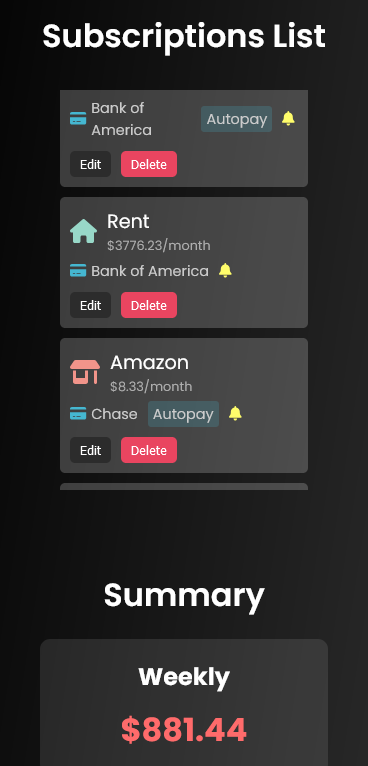 Subscriptions List
Bank of
America
Autopay
Edit
Delete
Rent
$3776.23/month
Bank of America
Edit
Delete
Amazon
$8.33/month
Chase
Autopay
Edit
Delete
Summary
Weekly
$881.44